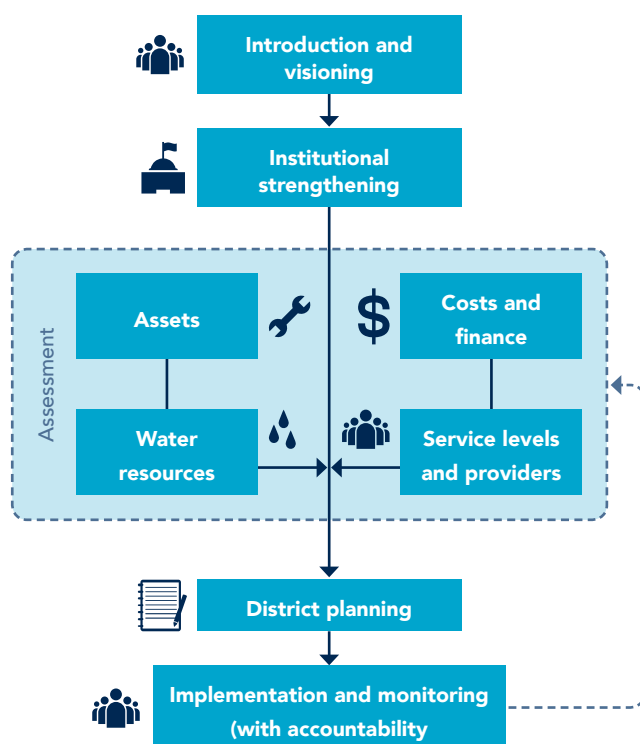 Introduction and
visioning
Institutional
strengthening
Assessment
Assets
$
Costs and
finance
Water
resources
Service levels
and providers
District planning
Implementation and monitoring
(with accountability